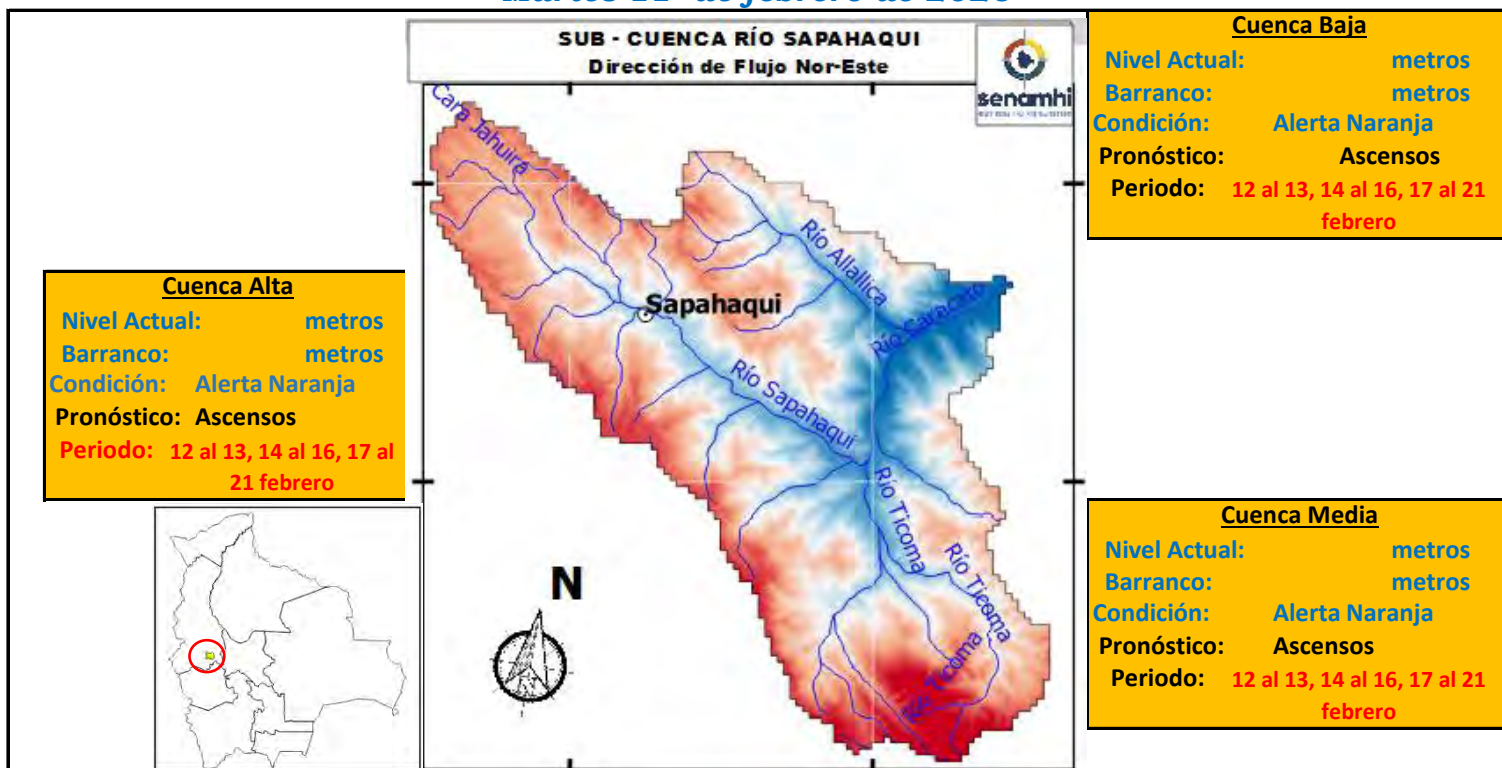 SUB - CUENCA RÍO SAPAHAQUI
Dirección de Flujo Nor-Este
senamhi
Cuenca Baja
Nivel Actual: metros
Barranco: metros
Condición: Alerta Naranja
Pronóstico: Ascensos
Periodo: 12 al 13, 14 al 16, 17 al 21
febrero
Cuenca Alta
Nivel Actual: metros
Barranco: metros
Condición: Alerta Naranja
Pronóstico: Ascensos
Periodo: 12 al 13, 14 al 16, 17 al
21 febrero
Cara Jahuira
Río Allallica
Sapahaqui
Río Caracato
Río Sapahaqui
Río Ticoma
Río Ticoma
Río Ticoma
N
Cuenca Media
Nivel Actual: metros
Barranco: metros
Condición: Alerta Naranja
Pronóstico: Ascensos
Periodo: 12 al 13, 14 al 16, 17 al 21
febrero